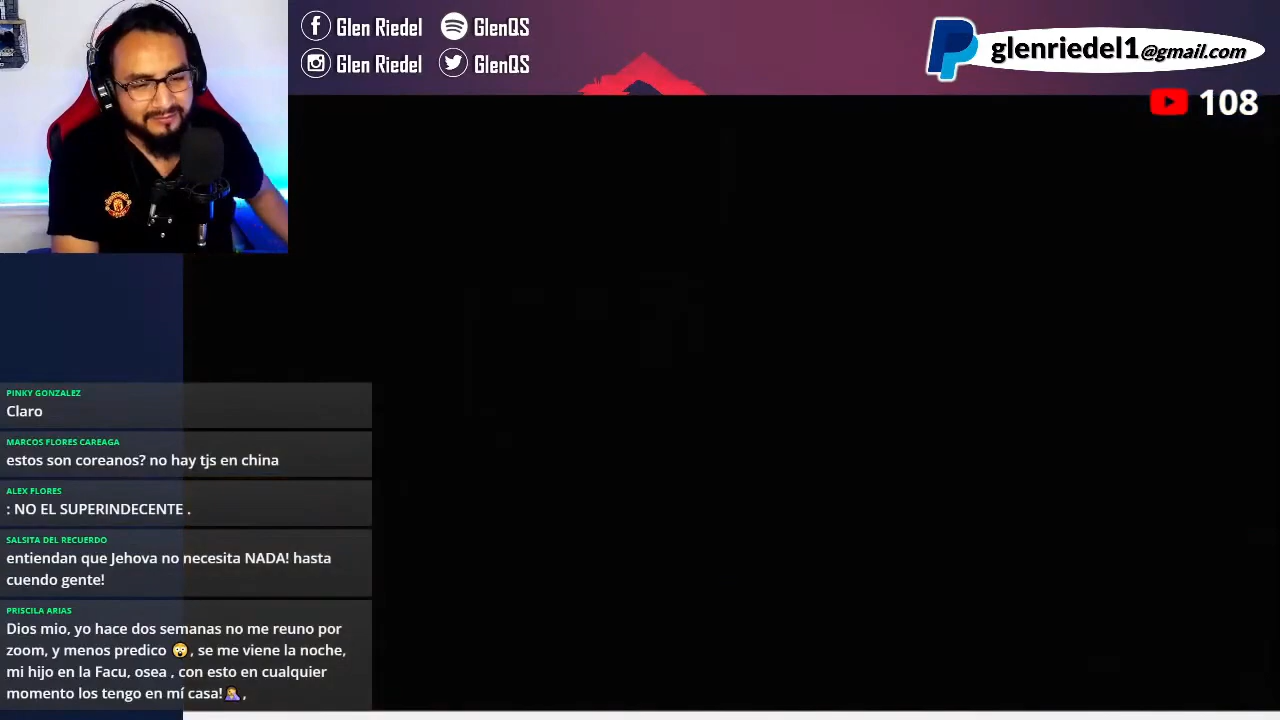 Glen Riedel
GlenQS
Glen Riedel
GlenQS
glenriedel1@gmail.com
108
PINKY GONZALEZ
Claro
MARCOS FLORES CAREAGA
estos son coreanos? no hay tjs en china
ALEX FLORES
: NO EL SUPERINDECENTE .
SALSITA DEL RECUERDO
entiendan que Jehova no necesita NADA! hasta
cuendo gente!
PRISCILA ARIAS
Dios mio, yo hace dos semanas no me reuno por
zoom, y menos predico 😳, se me viene la noche,
mi hijo en la Facu, osea , con esto en cualquier
momento los tengo en mí casa!🤦‍♀️,